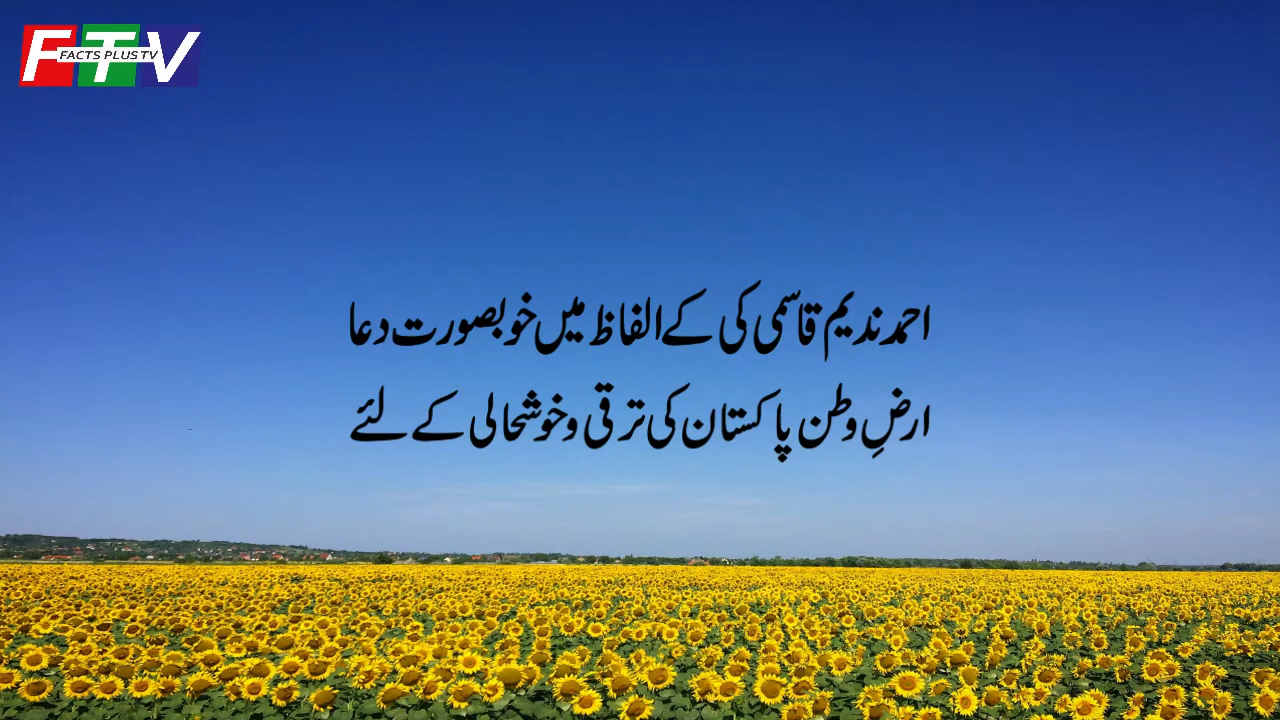 FTV
FACTS PLUS TV
احمد ندیم قاسمی کی کے الفاظ میں خوبصورت دعا
ارضِ وطن پاکستان کی ترقی و خوشحالی کے لئے